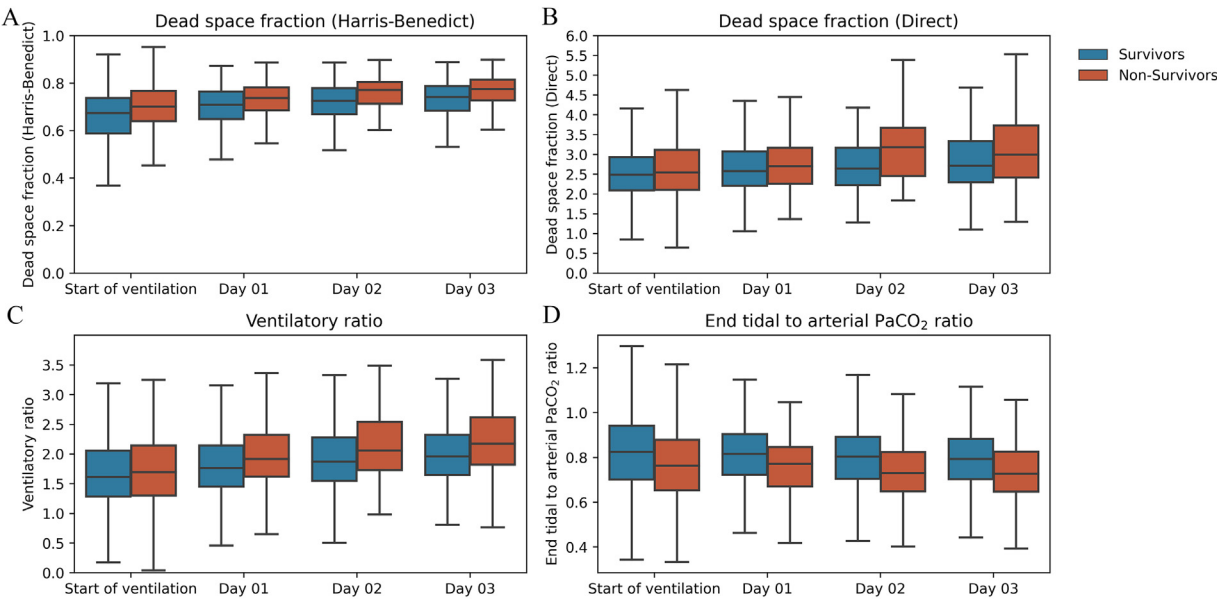 A
Dead space fraction (Harris-Benedict)
Dead space fraction (Harris-Benedict)
1.0
0.8
0.6
0.4
0.2
0.0
Start of ventilation Day 01 Day 02 Day 03
B
Dead space fraction (Direct)
Dead space fraction (Direct)
6.0
5.5
5.0
4.5
4.0
3.5
3.0
2.5
2.0
1.5
1.0
0.5
0.0
Start of ventilation Day 01 Day 02 Day 03
Survivors
Non-Survivors
C
Ventilatory ratio
Ventilatory ratio
3.5
3.0
2.5
2.0
1.5
1.0
0.5
0.0
Start of ventilation Day 01 Day 02 Day 03
D
End tidal to arterial PaCO₂ ratio
End tidal to arterial PaCO₂ ratio
1.2
1.0
0.8
0.6
0.4
Start of ventilation Day 01 Day 02 Day 03